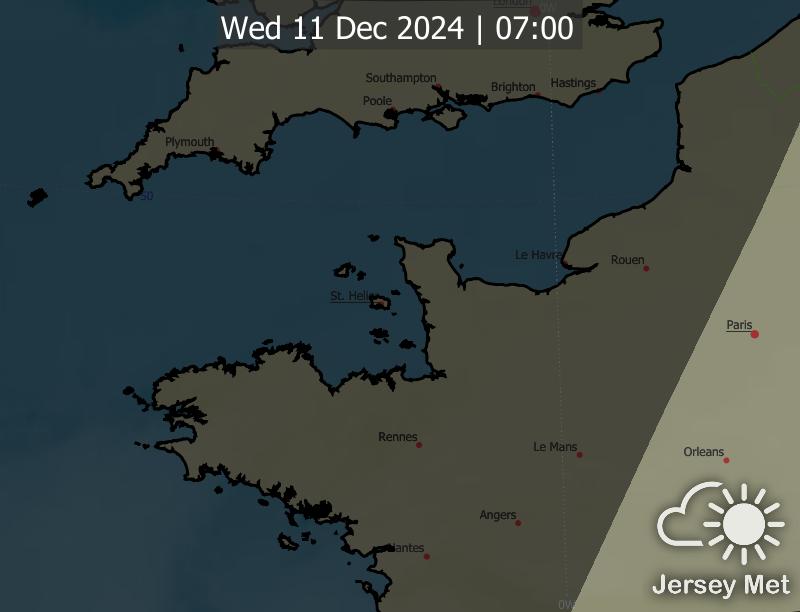 London
0W
Wed 11 Dec 2024 | 07:00
Southampton
Brighton
Hastings
Poole
Plymouth
50
Le Havre
Rouen
St. Helier
Paris
Rennes
Le Mans
Orleans
Angers
Nantes
0W
Jersey Met